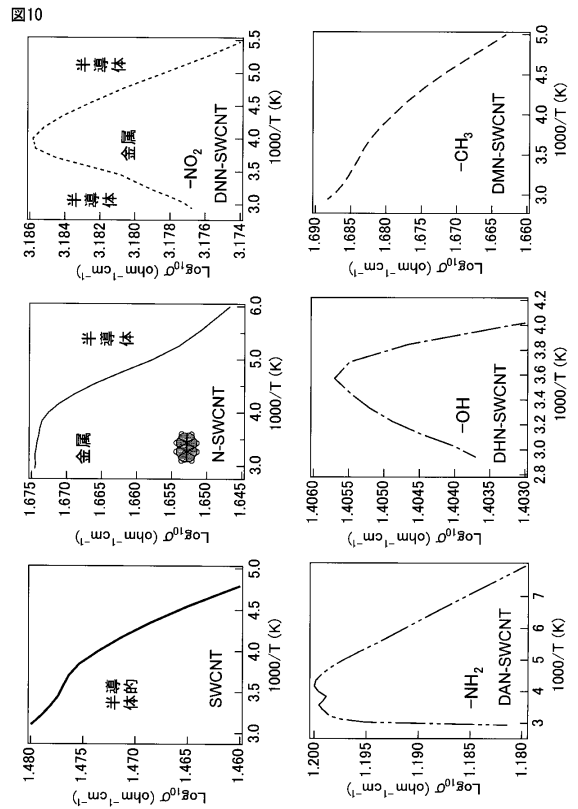 図10
Log₁₀σ (ohm⁻¹cm⁻¹)
1.480
1.475
1.470
1.465
1.460
半導
体的
SWCNT
3.0 3.5 4.0 4.5 5.0
1000/T (K)
Log₁₀σ (ohm⁻¹cm⁻¹)
1.675
1.670
1.665
1.660
1.655
1.650
1.645
金属
半導
体
N-SWCNT
3.0 4.0 5.0 6.0
1000/T (K)
Log₁₀σ (ohm⁻¹cm⁻¹)
3.186
3.184
3.182
3.180
3.178
3.176
3.174
半導
体
金属
半導
体
−NO₂
DNN-SWCNT
3.0 3.5 4.0 4.5 5.0 5.5
1000/T (K)
Log₁₀σ (ohm⁻¹cm⁻¹)
1.200
1.195
1.190
1.185
1.180
−NH₂
DAN-SWCNT
3 4 5 6 7
1000/T (K)
Log₁₀σ (ohm⁻¹cm⁻¹)
1.4060
1.4055
1.4050
1.4045
1.4040
1.4035
1.4030
−OH
DHN-SWCNT
2.8 3.0 3.2 3.4 3.6 3.8 4.0 4.2
1000/T (K)
Log₁₀σ (ohm⁻¹cm⁻¹)
1.690
1.685
1.680
1.675
1.670
1.665
1.660
−CH₃
DMN-SWCNT
3.0 3.5 4.0 4.5 5.0
1000/T (K)